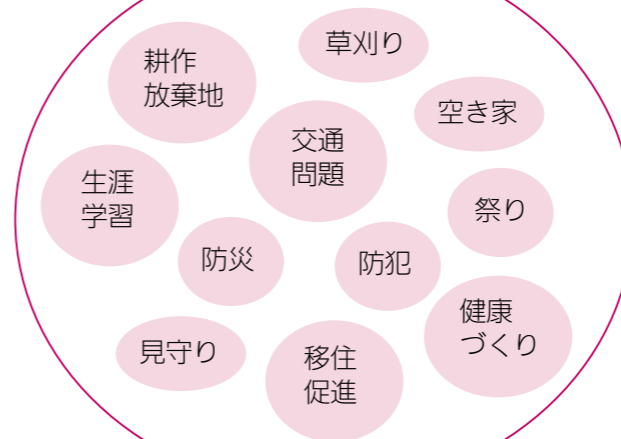 草刈り
耕作
放棄地
空き家
交通
問題
生涯
学習
祭り
防災
防犯
健康
づくり
見守り
移住
促進